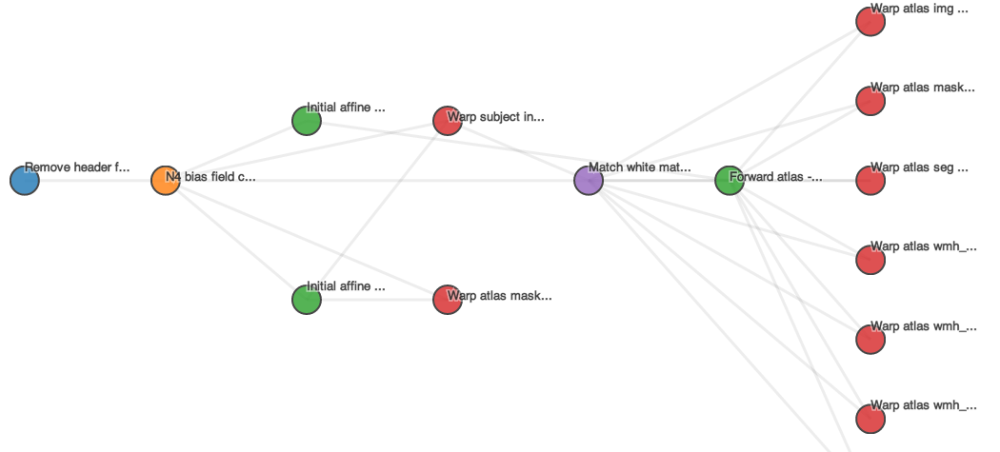 Warp atlas img ...
Warp atlas mask...
Initial affine ...
Warp subject in...
Remove header f...
N4 bias field c...
Match white mat...
Forward atlas -...
Warp atlas seg ...
Warp atlas wmh_...
Initial affine ...
Warp atlas mask...
Warp atlas wmh_...
Warp atlas wmh_...